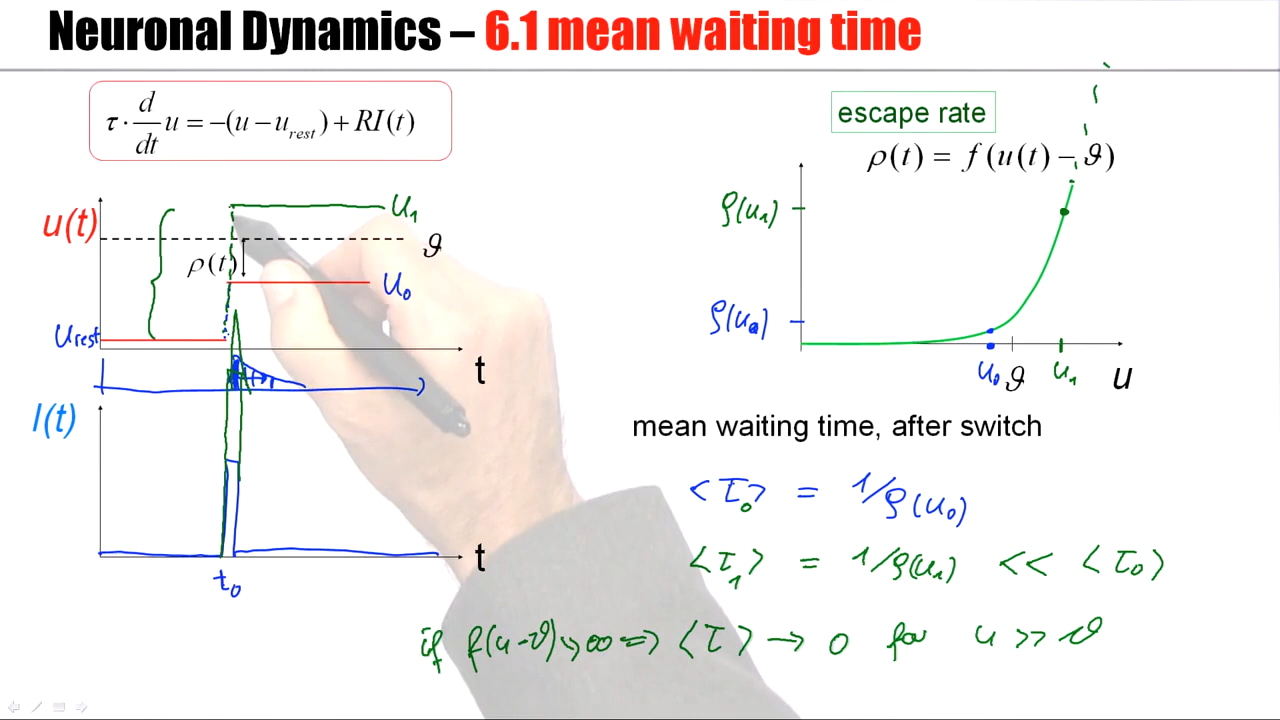 Neuronal Dynamics – 6.1 mean waiting time
τ · d/dt u = –(u – u_rest) + RI(t)
escape rate
ρ(t) = f(u(t) – ϑ)
u(t)
u₁
ϑ
ρ(t)
u₀
u_rest
t
I(t)
t
t₀
ρ(u₁)
ρ(u₀)
u₀ ϑ u₁ u
mean waiting time, after switch
<τ₀> = 1/ρ(u₀)
<τ₁> = 1/ρ(u₁) << <τ₀>
if f(u-ϑ)→∞ ⇒ <τ> → 0 for u >> ϑ